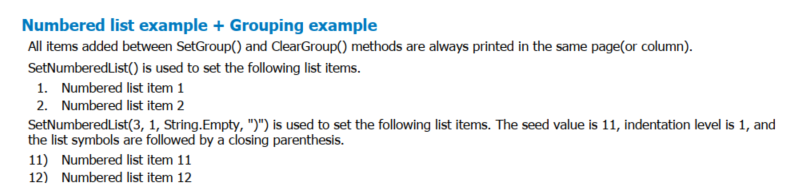 Numbered list example + Grouping example
All items added between SetGroup() and ClearGroup() methods are always printed in the same page(or column).
SetNumberedList() is used to set the following list items.
1. Numbered list item 1
2. Numbered list item 2
SetNumberedList(3, 1, String.Empty, ")") is used to set the following list items. The seed value is 11, indentation level is 1, and
the list symbols are followed by a closing parenthesis.
11) Numbered list item 11
12) Numbered list item 12